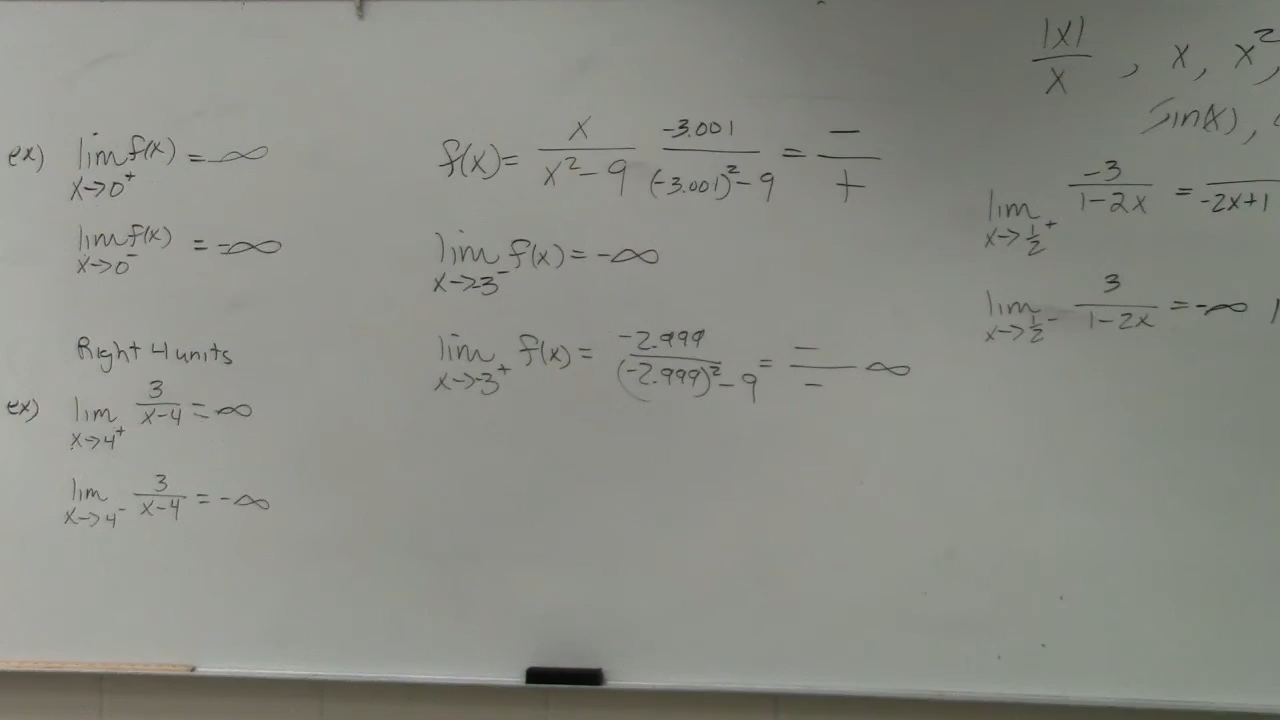 ex) lim f(x) = ∞
x→0⁺
lim f(x) = -∞
x→0⁻
Right 4 units
ex) lim 3/(x-4) = ∞
x→4⁺
lim 3/(x-4) = -∞
x→4⁻
f(x) = x/(x²-9) -3.001/((-3.001)²-9) = -/+
lim f(x) = -∞
x→-3⁻
lim f(x) = -2.999/((-2.999)²-9) = -/- ∞
x→-3⁺
|x|/x , x, x²,
sin(x),
lim -3/(1-2x) = /(-2x+1
x→½⁺
lim 3/(1-2x) = -∞
x→½⁻